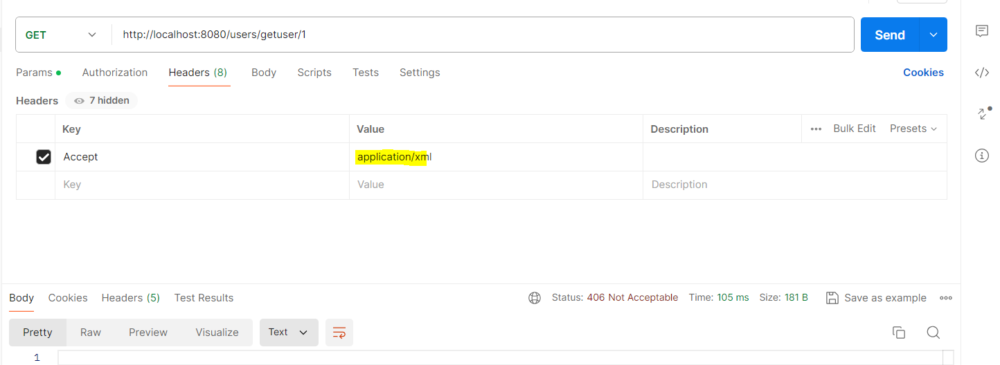 GET http://localhost:8080/users/getuser/1 Send
Params Authorization Headers (8) Body Scripts Tests Settings Cookies
Headers 7 hidden
Key Value Description Bulk Edit Presets
Accept application/xml
Key Value Description
Body Cookies Headers (5) Test Results Status: 406 Not Acceptable Time: 105 ms Size: 181 B Save as example
Pretty Raw Preview Visualize Text
1